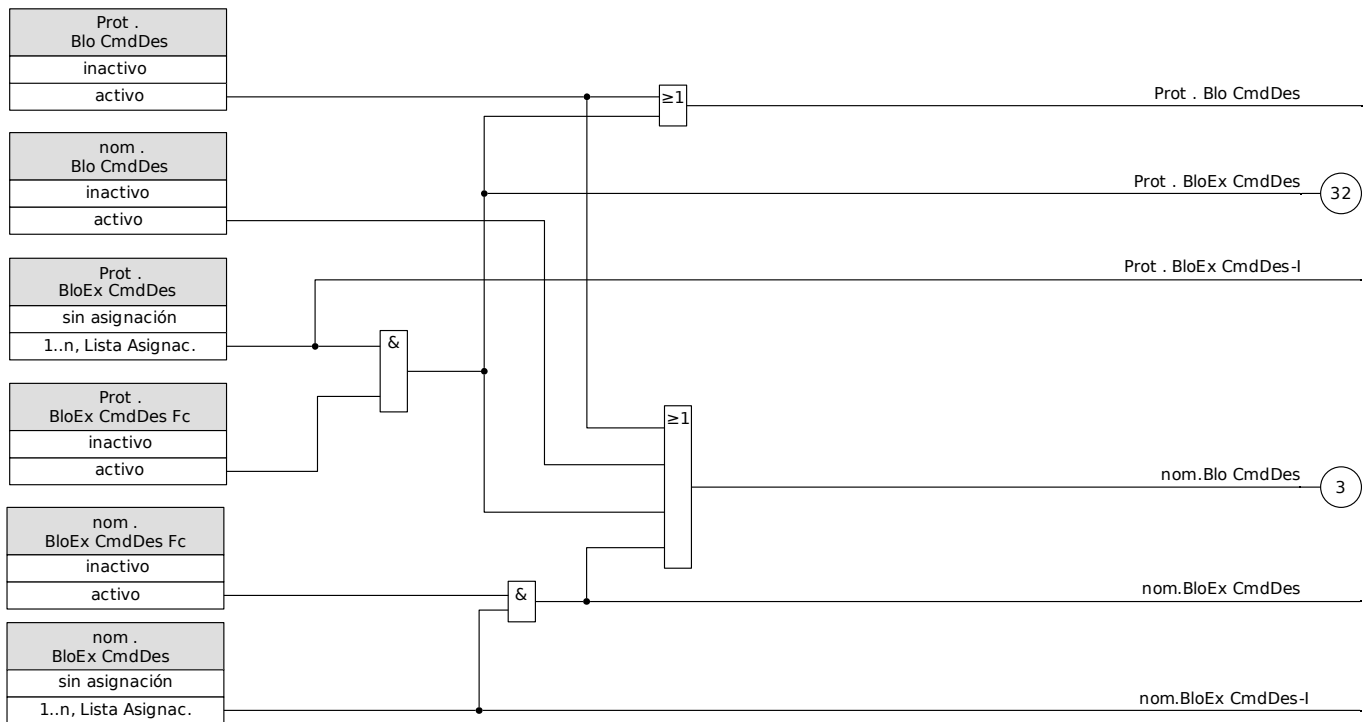 Prot .
Blo CmdDes
inactivo
activo
≥1
Prot . Blo CmdDes
nom .
Blo CmdDes
inactivo
activo
Prot . BloEx CmdDes
32
Prot .
BloEx CmdDes
sin asignación
1..n, Lista Asignac.
Prot . BloEx CmdDes-I
&
Prot .
BloEx CmdDes Fc
inactivo
activo
≥1
nom.Blo CmdDes
3
nom .
BloEx CmdDes Fc
inactivo
activo
&
nom.BloEx CmdDes
nom .
BloEx CmdDes
sin asignación
1..n, Lista Asignac.
nom.BloEx CmdDes-I